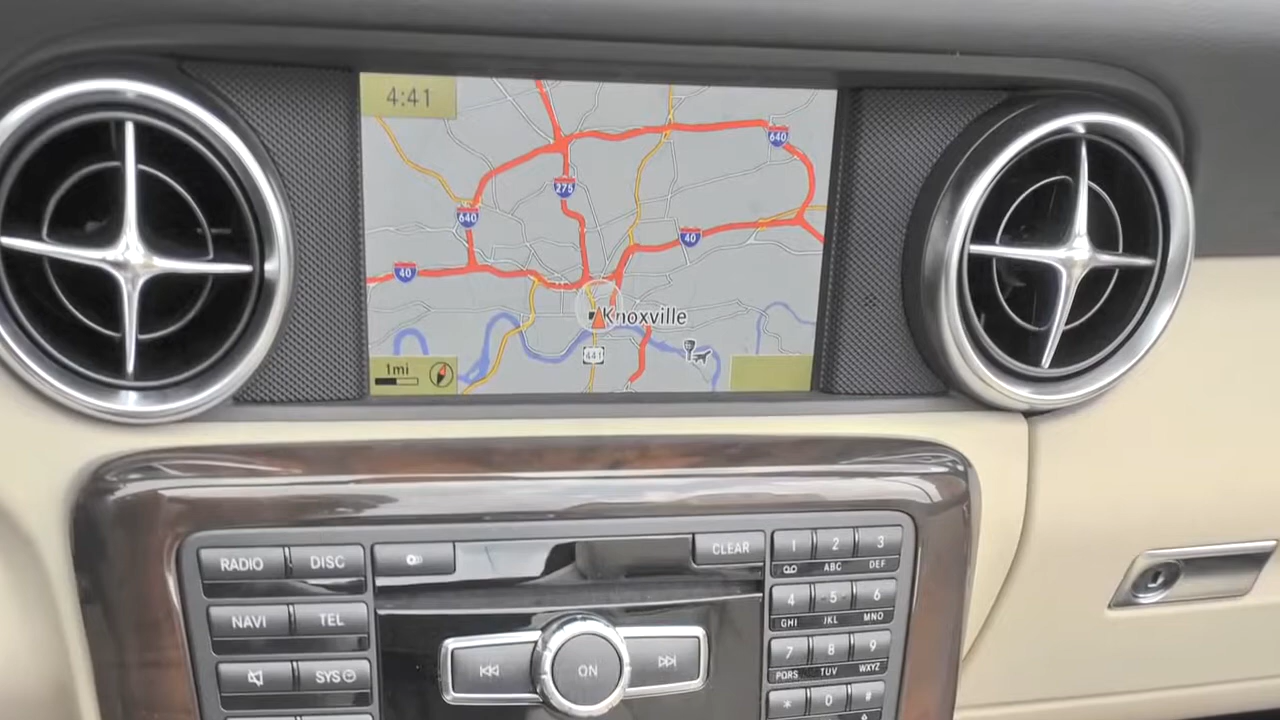 4:41
640
275
640
40
40
Knoxville
441
1mi
RADIO
DISC
CLEAR
1
2
ABC
3
DEF
NAVI
TEL
4
GHI
5
JKL
6
MNO
SYS
ON
7
PQRS
8
TUV
9
WXYZ
*
0
#